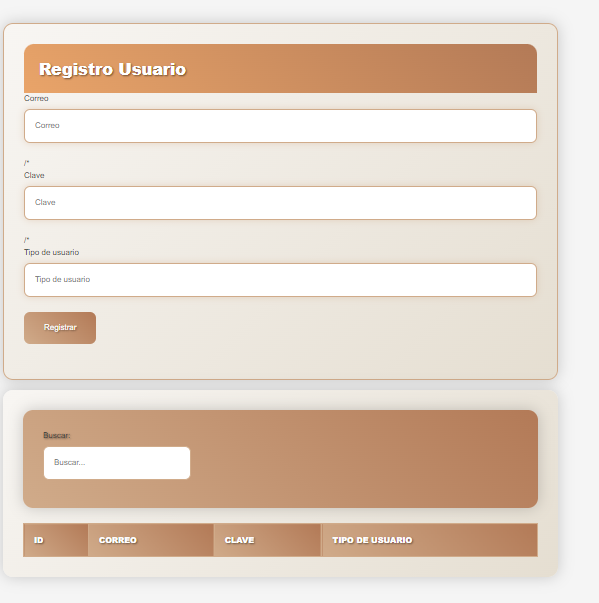 Registro Usuario
Correo
Correo
/*
Clave
Clave
/*
Tipo de usuario
Tipo de usuario
Registrar
Buscar:
Buscar...
ID CORREO CLAVE TIPO DE USUARIO